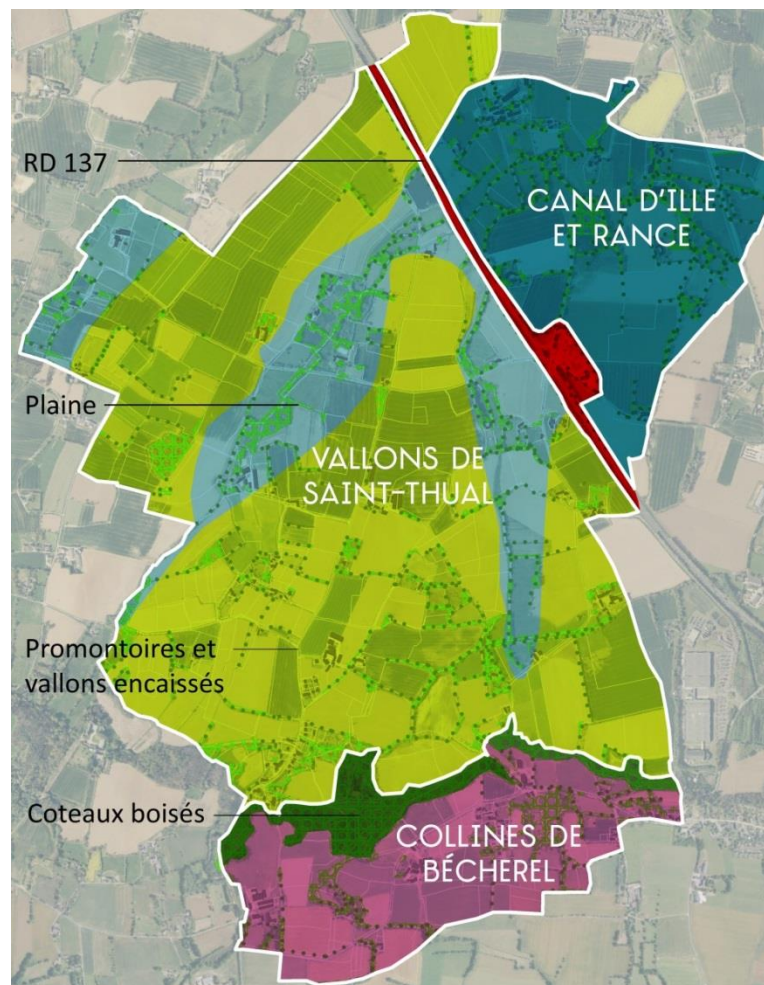 RD 137
CANAL D'ILLE
ET RANCE
Plaine
VALLONS DE
SAINT-THUAL
Promontoires et
vallons encaissés
Coteaux boisés
COLLINES DE
BÉCHEREL